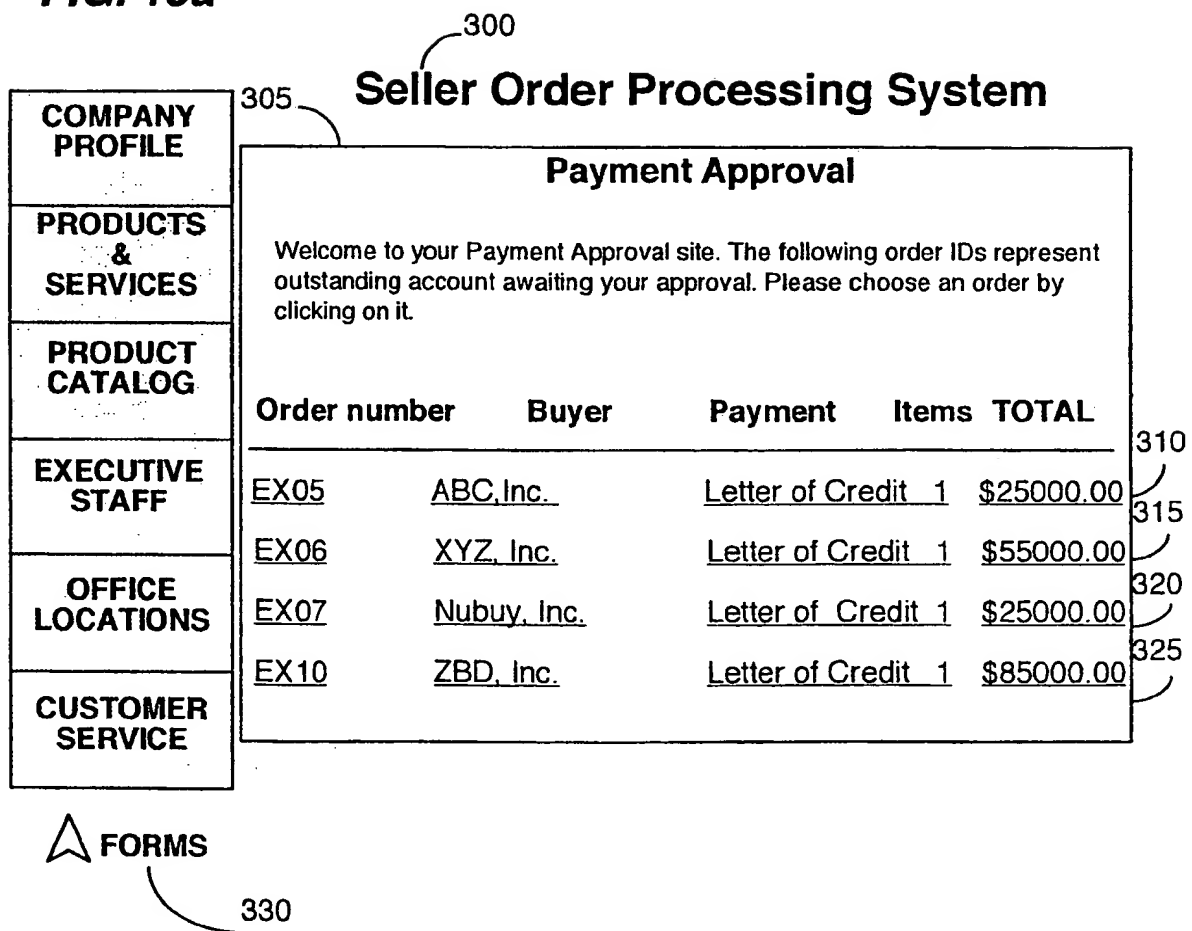 300
Seller Order Processing System
COMPANY
PROFILE
PRODUCTS
&
SERVICES
PRODUCT
CATALOG
EXECUTIVE
STAFF
OFFICE
LOCATIONS
CUSTOMER
SERVICE
305
Payment Approval
Welcome to your Payment Approval site. The following order IDs represent
outstanding account awaiting your approval. Please choose an order by
clicking on it.
Order number Buyer Payment Items TOTAL
EX05 ABC,Inc. Letter of Credit 1 $25000.00
310
EX06 XYZ, Inc. Letter of Credit 1 $55000.00
315
EX07 Nubuy, Inc. Letter of Credit 1 $25000.00
320
EX10 ZBD, Inc. Letter of Credit 1 $85000.00
325
FORMS
330